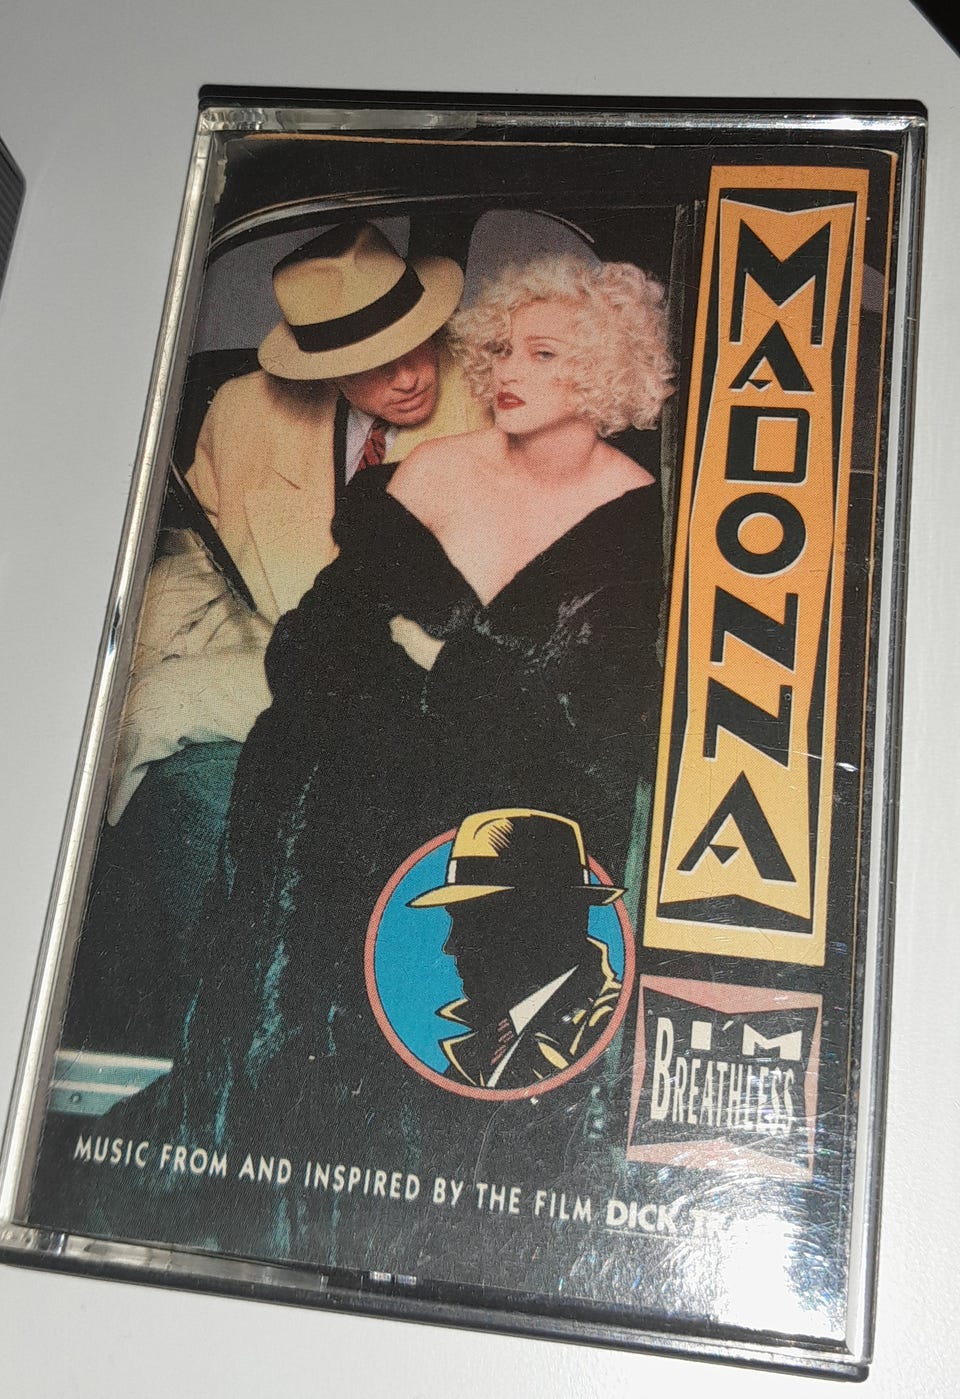 MADONNA
I'M
BREATHLESS
MUSIC FROM AND INSPIRED BY THE FILM DICK